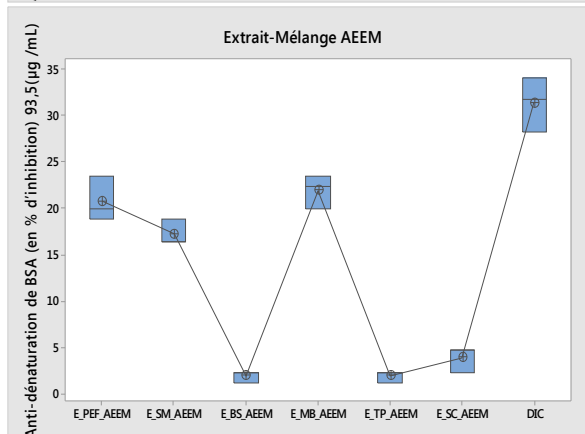 Extrait-Mélange AEEM
Anti-dénaturation de BSA (en % d'inhibition) 93,5(µg /mL)
35
30
25
20
15
10
5
0
E_PEF_AEEM E_SM_AEEM E_BS_AEEM E_MB_AEEM E_TP_AEEM E_SC_AEEM DIC